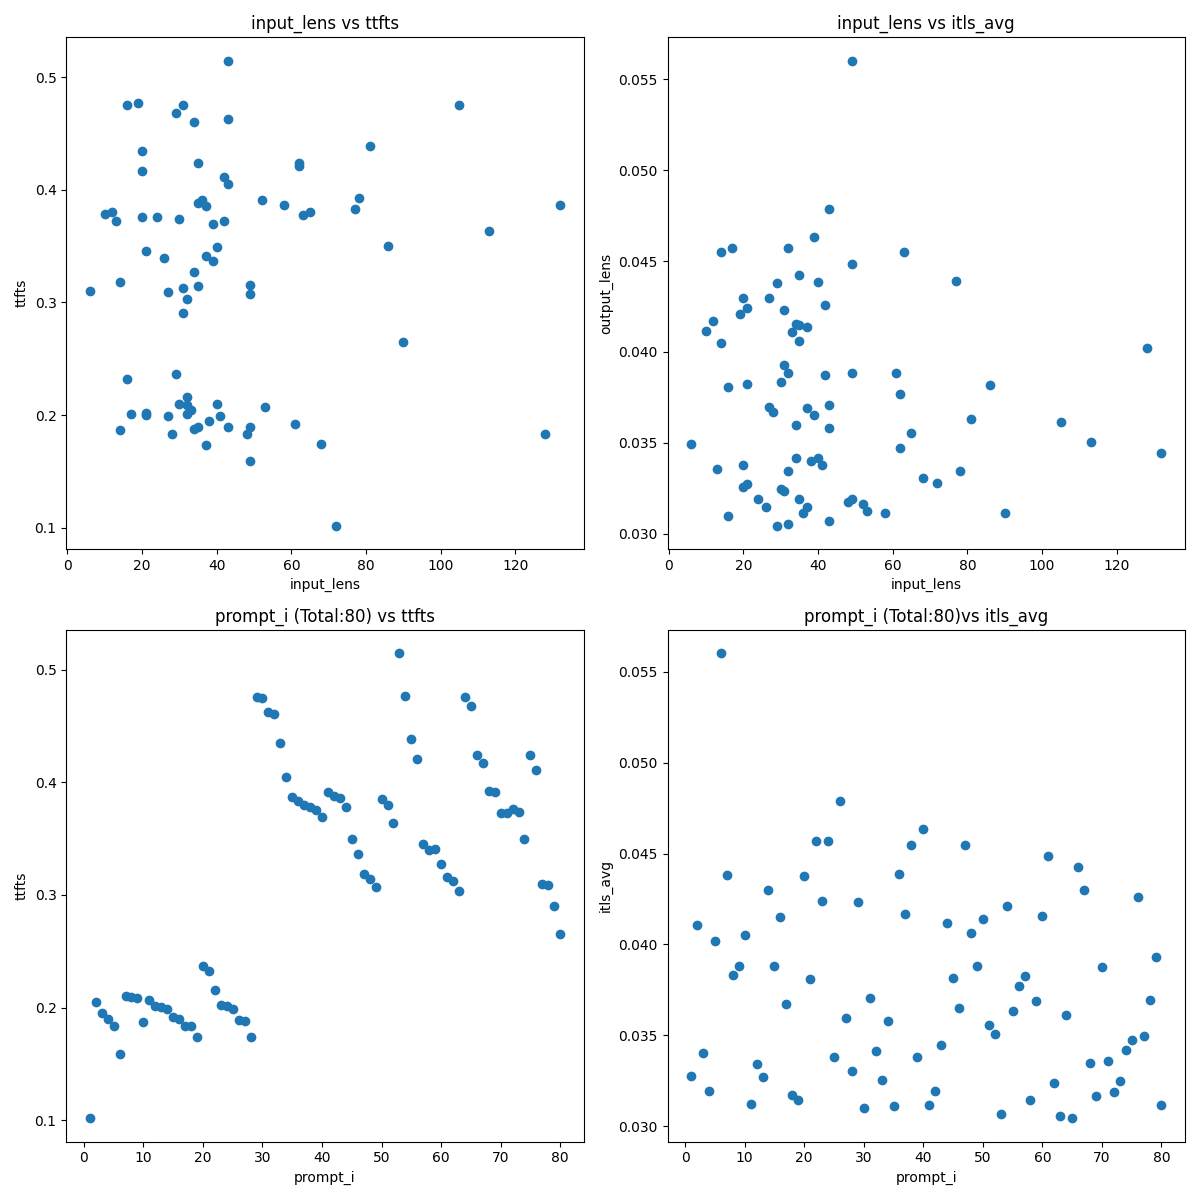 input_lens vs ttfts
ttfts
0.5
0.4
0.3
0.2
0.1
0 20 40 60 80 100 120
input_lens
input_lens vs itls_avg
output_lens
0.055
0.050
0.045
0.040
0.035
0.030
0 20 40 60 80 100 120
input_lens
prompt_i (Total:80) vs ttfts
ttfts
0.5
0.4
0.3
0.2
0.1
0 10 20 30 40 50 60 70 80
prompt_i
prompt_i (Total:80)vs itls_avg
itls_avg
0.055
0.050
0.045
0.040
0.035
0.030
0 10 20 30 40 50 60 70 80
prompt_i